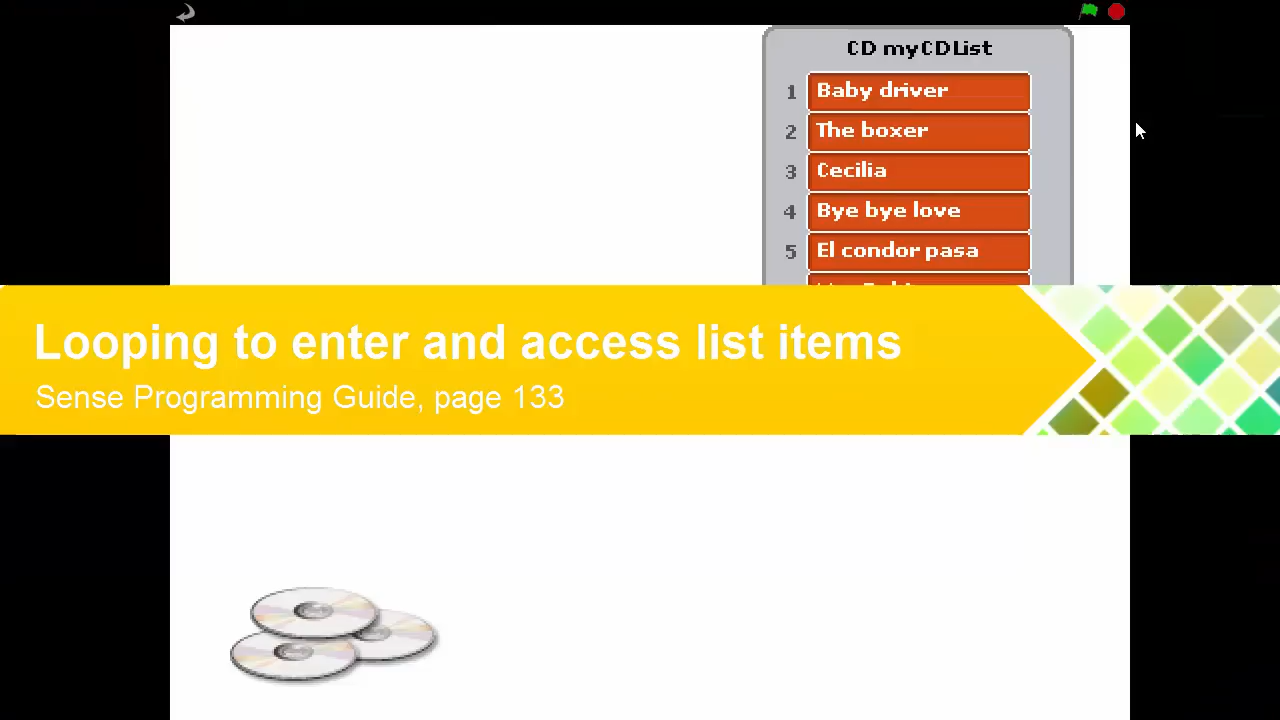 CD myCDList
1 Baby driver
2 The boxer
3 Cecilia
4 Bye bye love
5 El condor pasa
Looping to enter and access list items
Sense Programming Guide, page 133